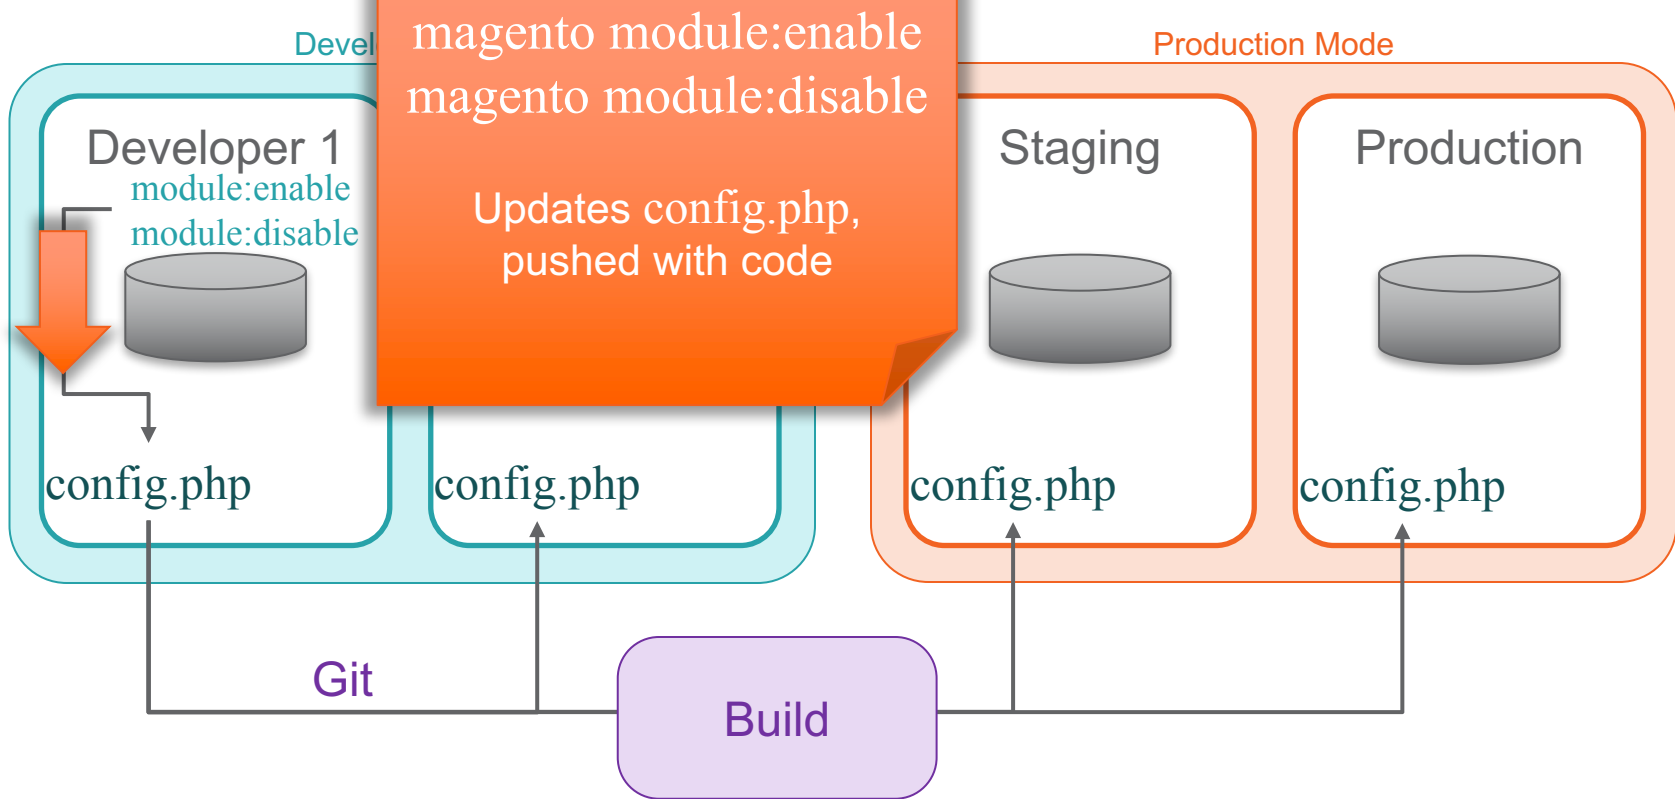 Devel
magento module:enable
magento module:disable
Updates config.php,
pushed with code
Production Mode
Developer 1
module:enable
module:disable
Staging
Production
config.php
config.php
config.php
config.php
Git
Build